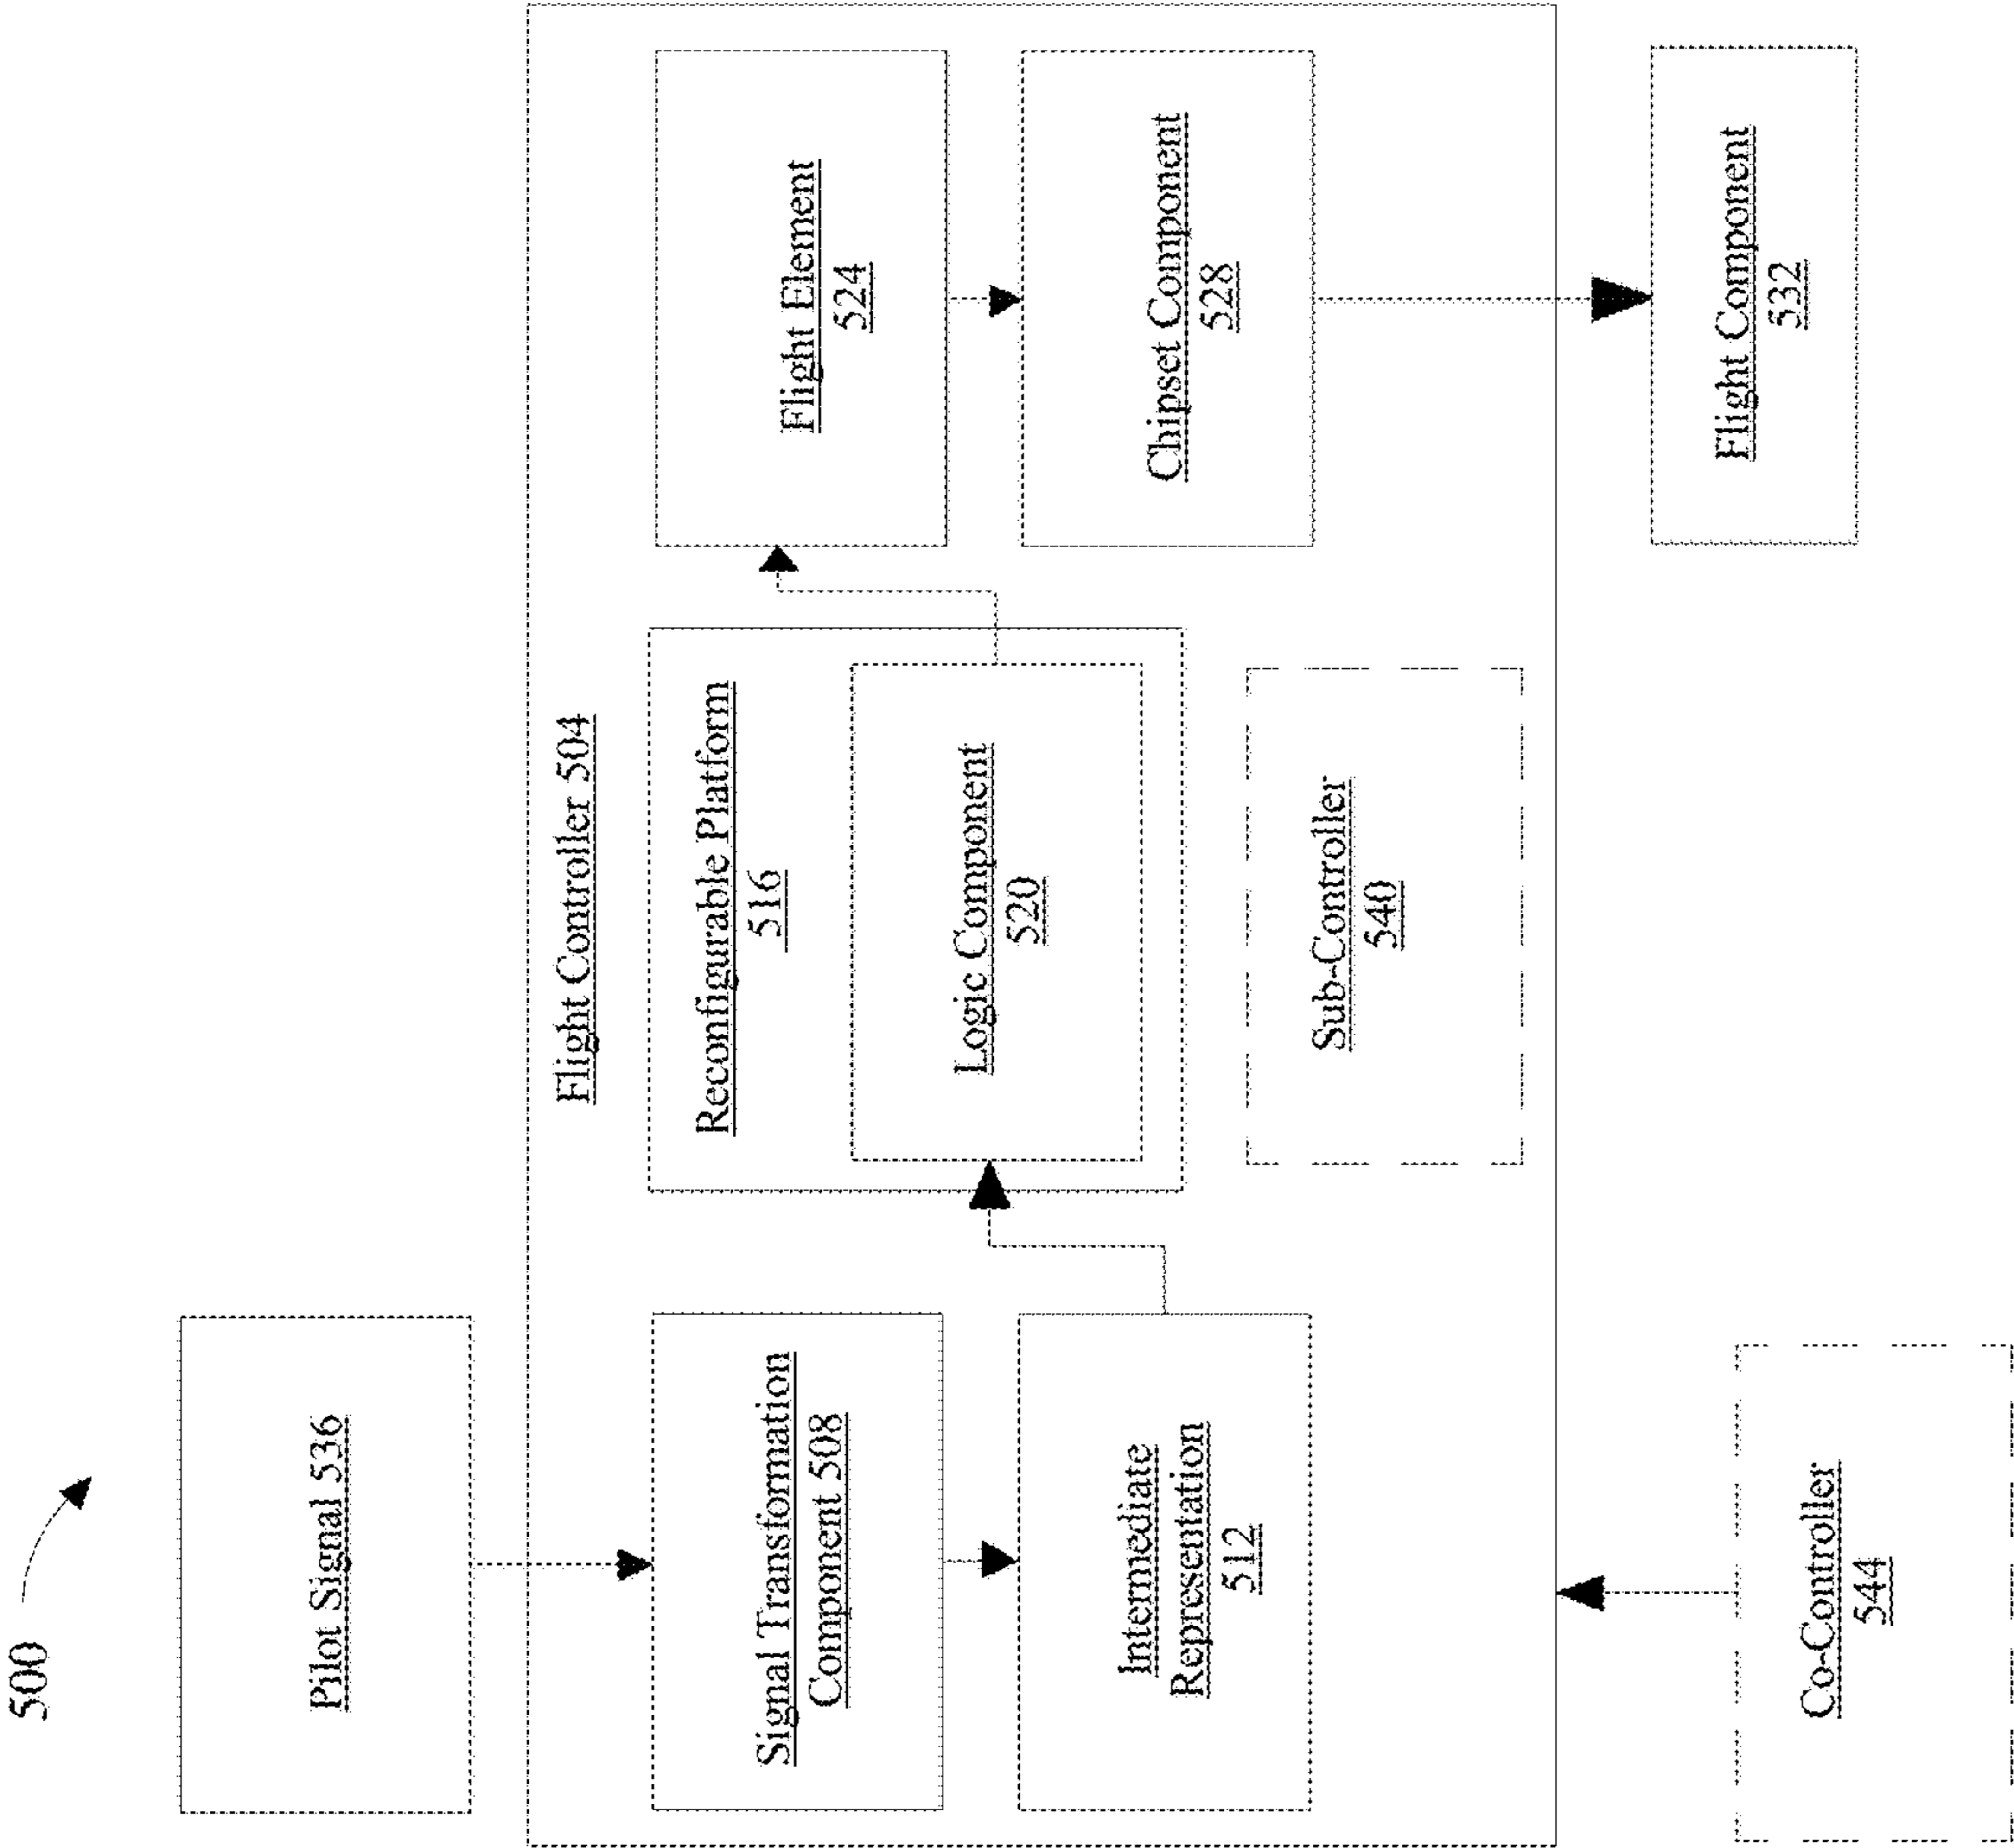 500
Pilot Signal 536
Flight Controller 504
Signal Transformation
Component 508
Intermediate
Representation
512
Reconfigurable Platform
516
Logic Component
520
Sub-Controller
540
Flight Element
524
Chipset Component
528
Co-Controller
544
Flight Component
532